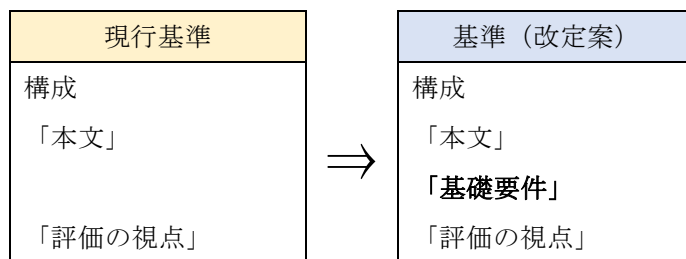 現行基準
構成
「本文」
「評価の視点」
⇒
基準（改定案）
構成
「本文」
「基礎要件」
「評価の視点」